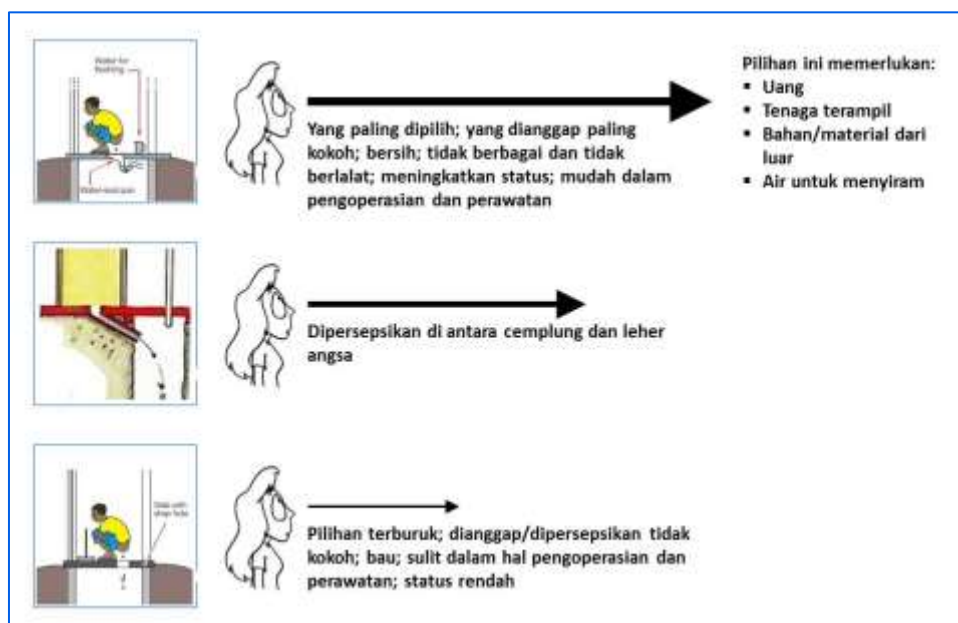 Water for
flushing
Water-seal pan
Yang paling dipilih; yang dianggap paling
kokoh; bersih; tidak berbagai dan tidak
berlalat; meningkatkan status; mudah dalam
pengoperasian dan perawatan
Pilihan ini memerlukan:
▪ Uang
▪ Tenaga terampil
▪ Bahan/material dari
luar
▪ Air untuk menyiram
Dipersepsikan di antara cemplung dan leher
angsa
Slab with
drop hole
Pilihan terburuk; dianggap/dipersepsikan tidak
kokoh; bau; sulit dalam hal pengoperasian dan
perawatan; status rendah